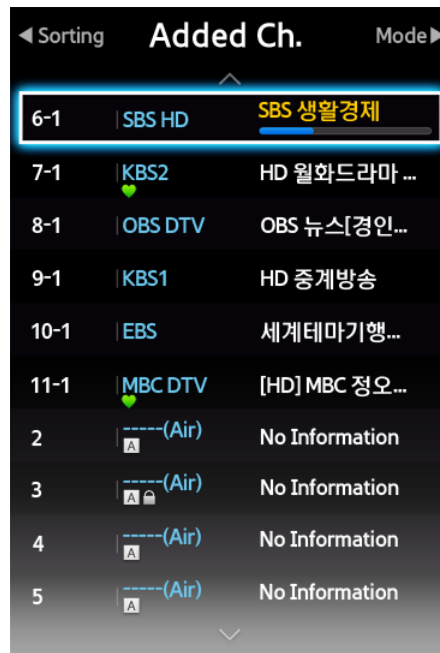 ◀ Sorting Added Ch. Mode ▶
6-1 SBS HD SBS 생활경제
7-1 KBS2 HD 월화드라마 ...
8-1 OBS DTV OBS 뉴스[경인...
9-1 KBS1 HD 중계방송
10-1 EBS 세계테마기행...
11-1 MBC DTV [HD] MBC 정오...
2 -----(Air) No Information
A
3 -----(Air) No Information
A
4 -----(Air) No Information
A
5 -----(Air) No Information
A